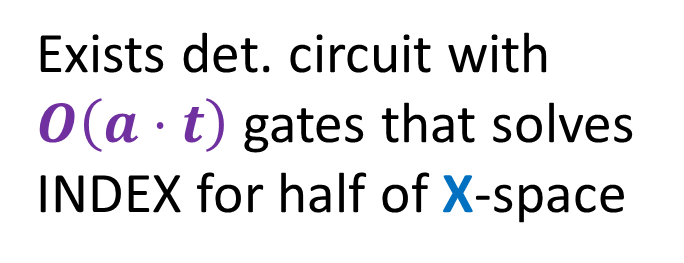 Exists det. circuit with
O(a · t) gates that solves
INDEX for half of X-space